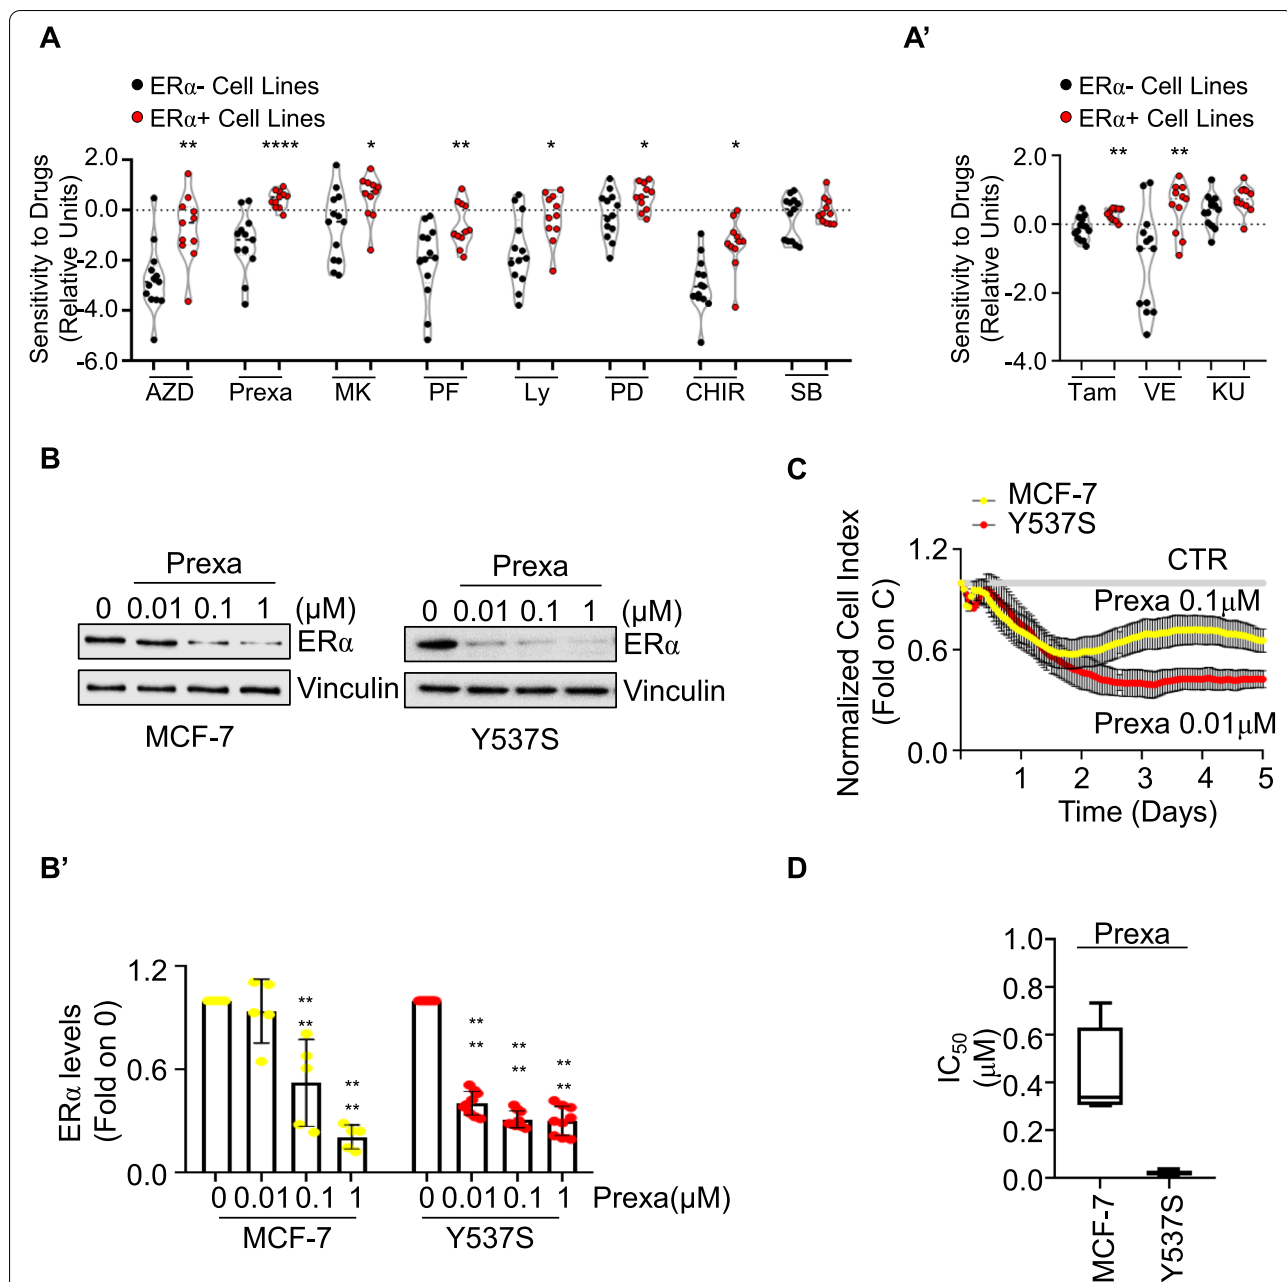 A
ERα- Cell Lines
ERα+ Cell Lines
** **** * ** * * *
Sensitivity to Drugs
(Relative Units)
2.0
0.0
-2.0
-4.0
-6.0
AZD Prexa MK PF Ly PD CHIR SB
A’
ERα- Cell Lines
ERα+ Cell Lines
** **
Sensitivity to Drugs
(Relative Units)
2.0
0.0
-2.0
-4.0
Tam VE KU
B
Prexa
0 0.01 0.1 1 (μM)
ERα
Vinculin
MCF-7
Prexa
0 0.01 0.1 1 (μM)
ERα
Vinculin
Y537S
C
MCF-7
Y537S
Normalized Cell Index
(Fold on C)
1.2
0.6
0.0
CTR
Prexa 0.1μM
Prexa 0.01μM
1 2 3 4 5
Time (Days)
B’
ERα levels
(Fold on 0)
1.2
0.6
0.0
** ** ** ** **
** ** ** ** **
0 0.01 0.1 1 0 0.01 0.1 1 Prexa(μM)
MCF-7 Y537S
D
Prexa
IC50
(μM)
1.0
0.8
0.6
0.4
0.2
0.0
MCF-7
Y537S